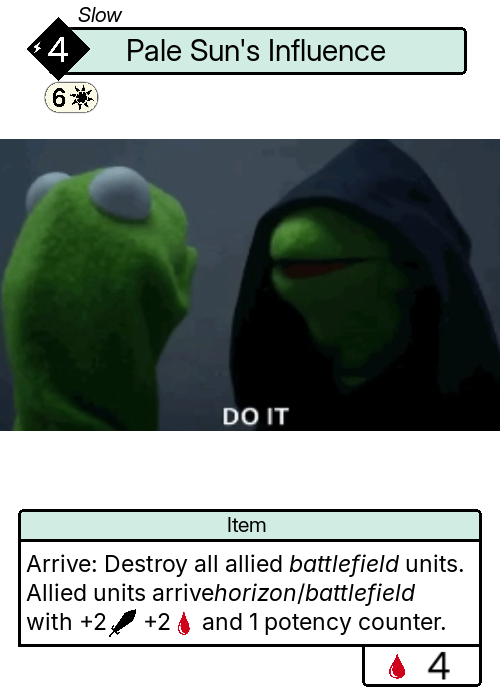 Slow
4 Pale Sun's Influence
6
DO IT
Item
Arrive: Destroy all allied battlefield units.
Allied units arrivehorizon/battlefield
with +2 +2 and 1 potency counter.
4